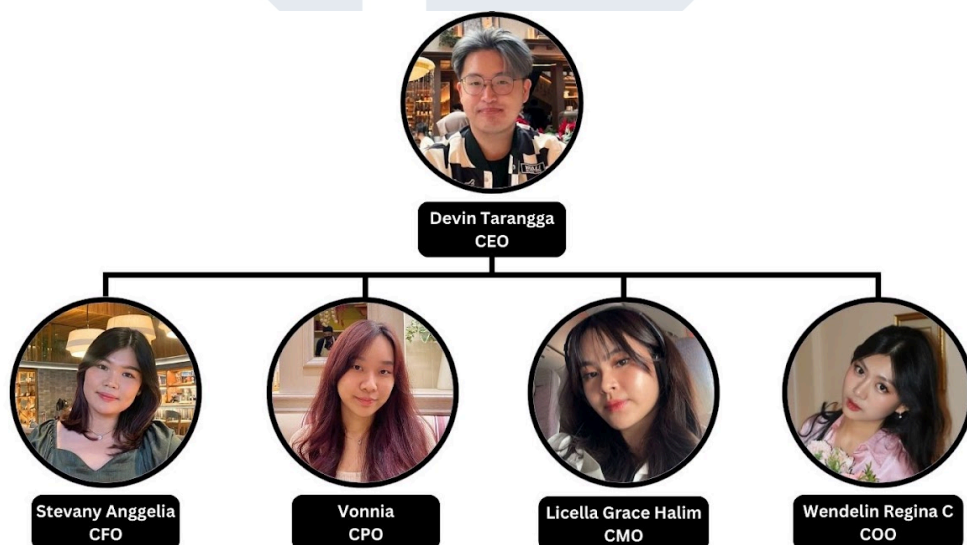 Devin Tarangga
CEO
Stevany Anggelia
CFO
Vonnia
CPO
Licella Grace Halim
CMO
Wendelin Regina C
COO